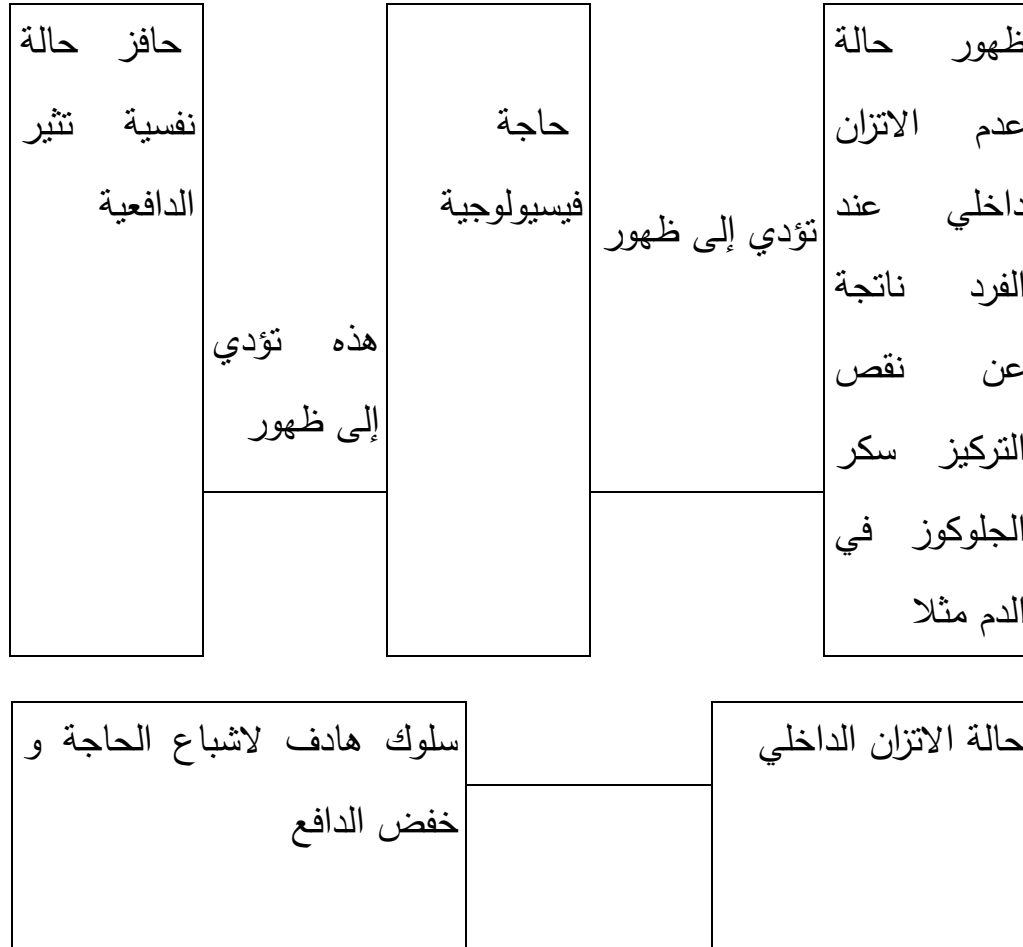 ظهور حالة
عدم الاتزان
داخلي عند
الفرد ناتجة
عن نقص
التركيز سكر
الجلوكوز في
الدم مثلا
تؤدي إلى ظهور
حاجة
فيسيولوجية
هذه تؤدي
إلى ظهور
حافز حالة
نفسية تثير
الدافعية
حالة الاتزان الداخلي
سلوك هادف لاشباع الحاجة و
خفض الدافع